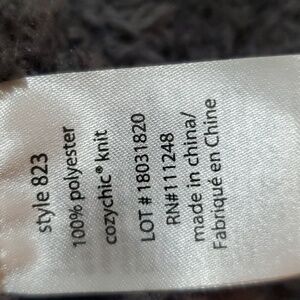 style 823
100% polyester
cozychic® knit
LOT # 18031820
RN#111248
made in china/
Fabriqué en Chine